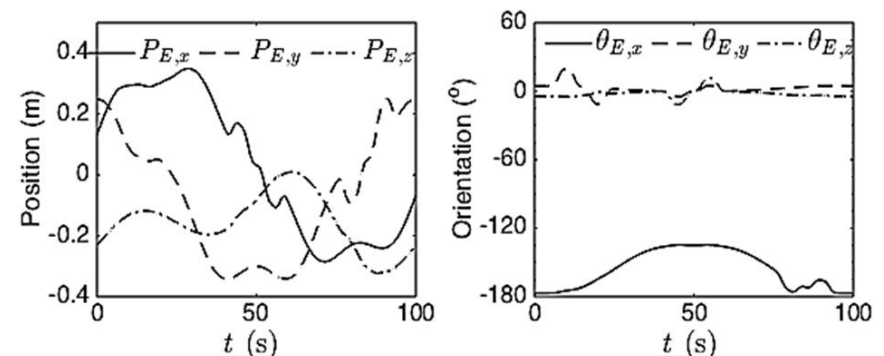 0.4
0.2
0
-0.2
-0.4
Position (m)
P_{E,x} P_{E,y} P_{E,z}
0 50 100
t (s)
60
0
-60
-120
-180
Orientation (°)
θ_{E,x} θ_{E,y} θ_{E,z}
0 50 100
t (s)